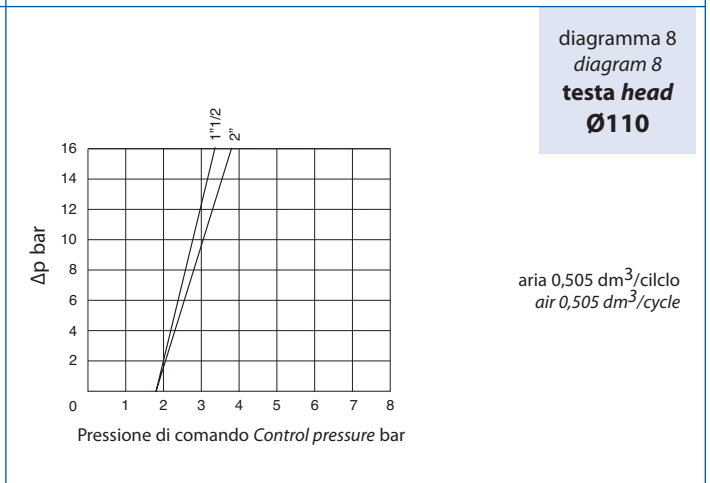 diagramma 8
diagram 8
testa head
Ø110
1"1/2
2"
16
14
12
10
8
6
4
2
0
1 2 3 4 5 6 7 8
Δp bar
Pressione di comando Control pressure bar
aria 0,505 dm³/cilclo
air 0,505 dm³/cycle